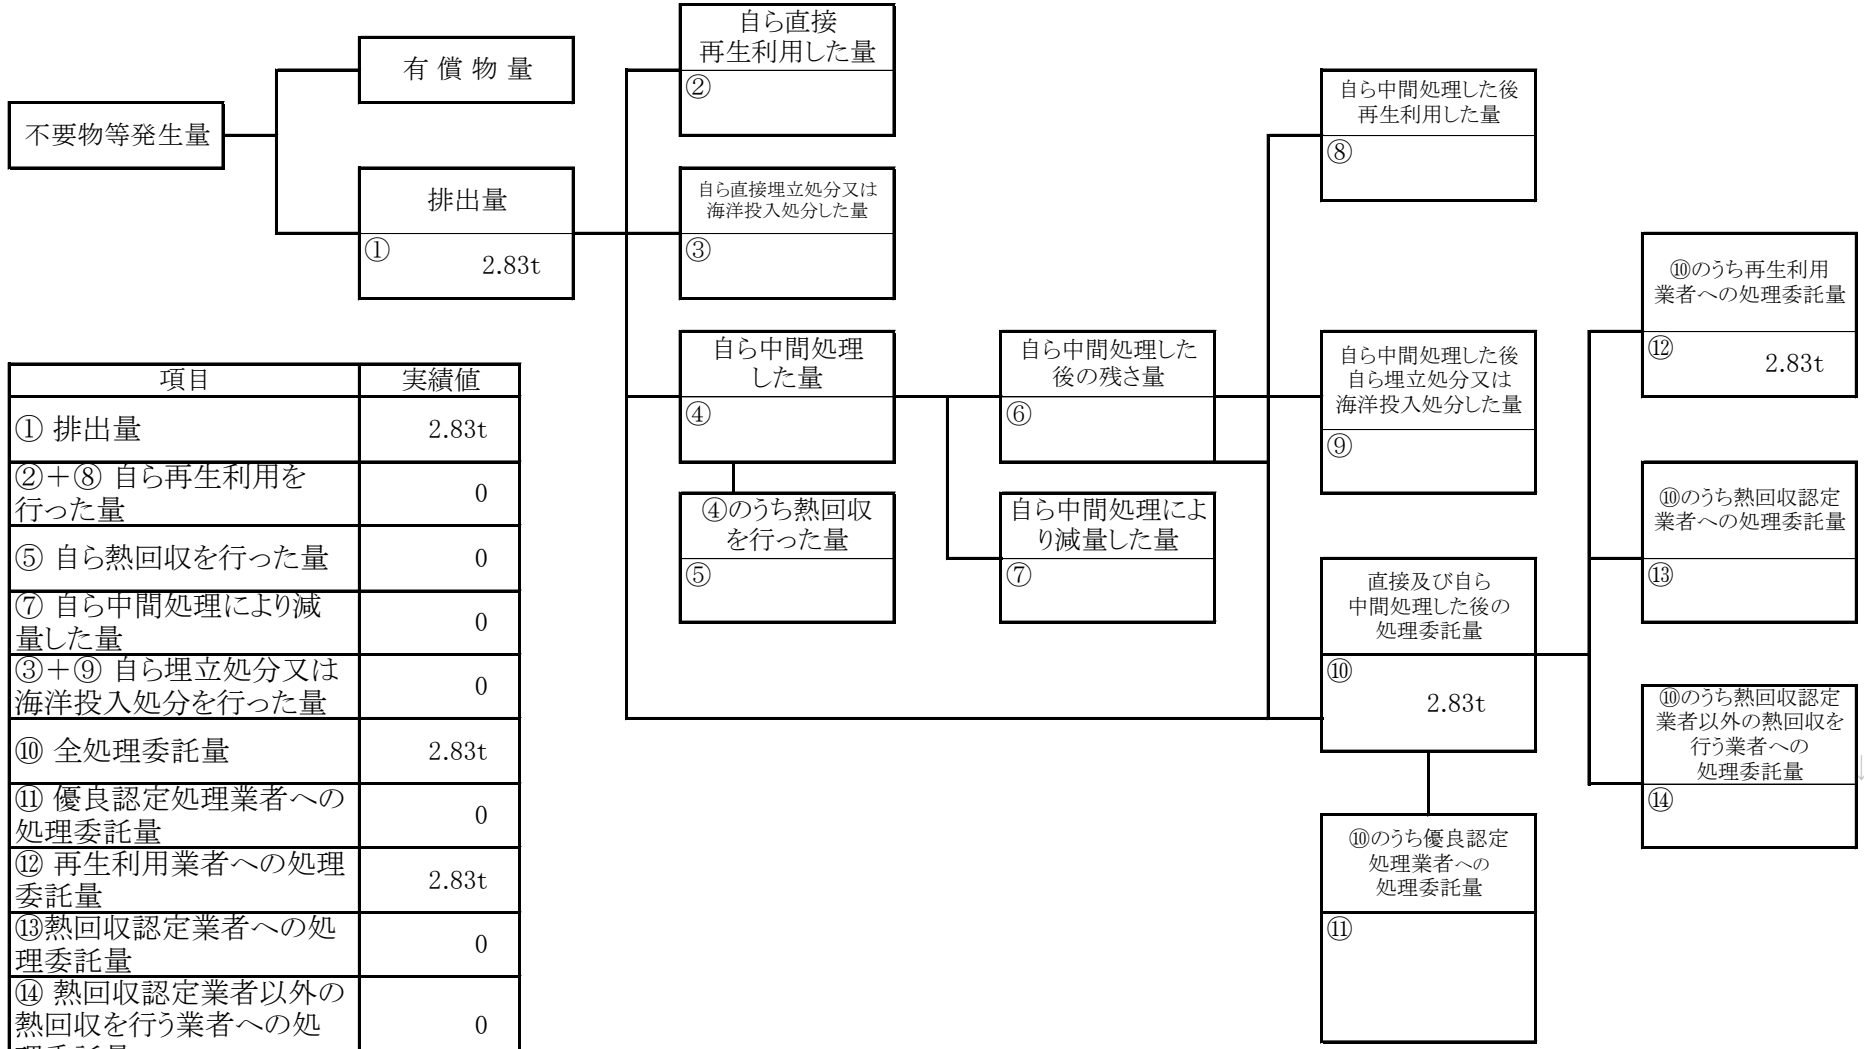 不要物等発生量
有 償 物 量
排出量
①
2.83t
自ら直接
再生利用した量
②
自ら直接埋立処分又は
海洋投入処分した量
③
自ら中間処理
した量
④
④のうち熱回収
を行った量
⑤
自ら中間処理した
後の残さ量
⑥
自ら中間処理によ
り減量した量
⑦
自ら中間処理した後
再生利用した量
⑧
自ら中間処理した後
自ら埋立処分又は
海洋投入処分した量
⑨
直接及び自ら
中間処理した後の
処理委託量
⑩
2.83t
⑩のうち優良認定
処理業者への
処理委託量
⑪
⑩のうち再生利用
業者への処理委託量
⑫
2.83t
⑩のうち熱回収認定
業者への処理委託量
⑬
⑩のうち熱回収認定
業者以外の熱回収を
行う業者への
処理委託量
⑭
項目 実績値
① 排出量 2.83t
②＋⑧ 自ら再生利用を
行った量 0
⑤ 自ら熱回収を行った量 0
⑦ 自ら中間処理により減
量した量 0
③＋⑨ 自ら埋立処分又は
海洋投入処分を行った量 0
⑩ 全処理委託量 2.83t
⑪ 優良認定処理業者への
処理委託量 0
⑫ 再生利用業者への処理
委託量 2.83t
⑬熱回収認定業者への処
理委託量 0
⑭ 熱回収認定業者以外の
熱回収を行う業者への処 0